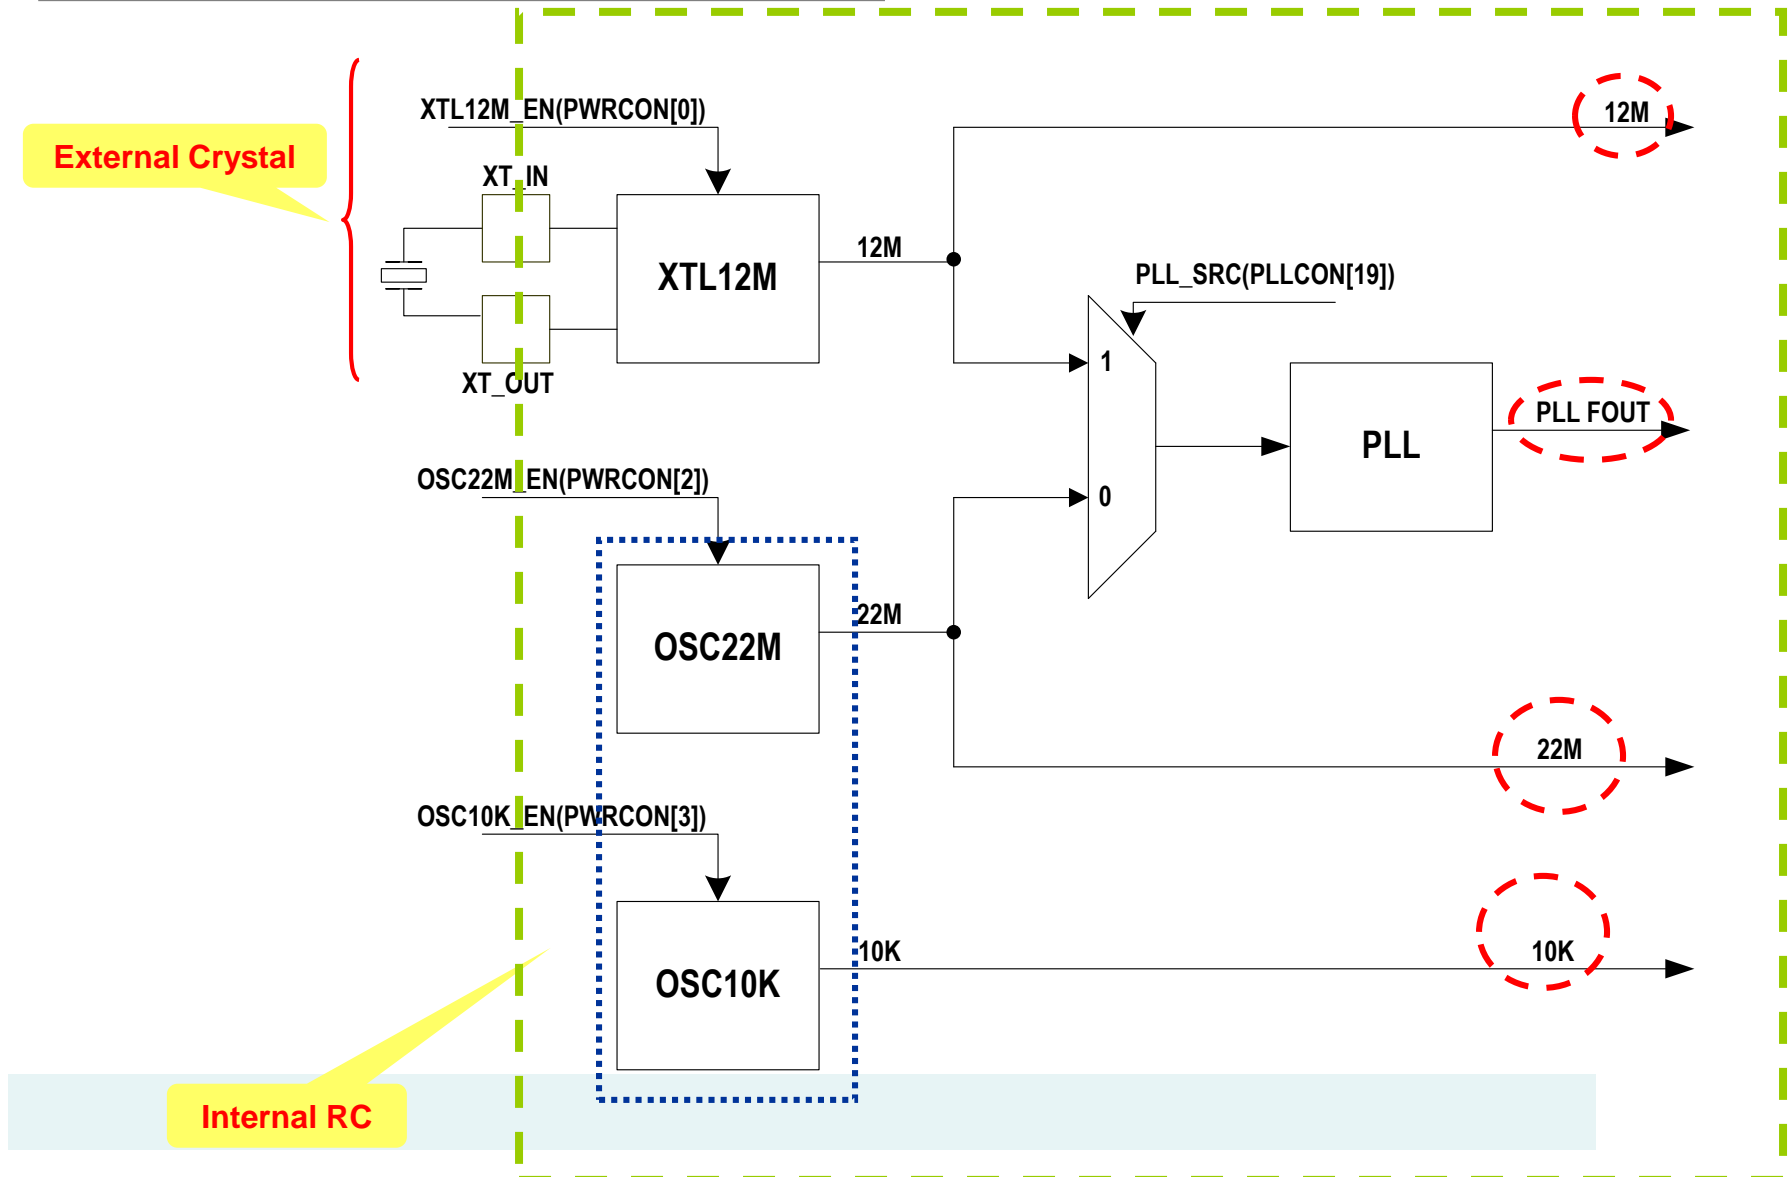 XTL12M_EN(PWRCON[0])
12M
External Crystal
XT_IN
12M
XTL12M
PLL_SRC(PLLCON[19])
1
XT_OUT
PLL FOUT
PLL
OSC22M_EN(PWRCON[2])
0
22M
OSC22M
22M
OSC10K_EN(PWRCON[3])
10K
10K
OSC10K
Internal RC